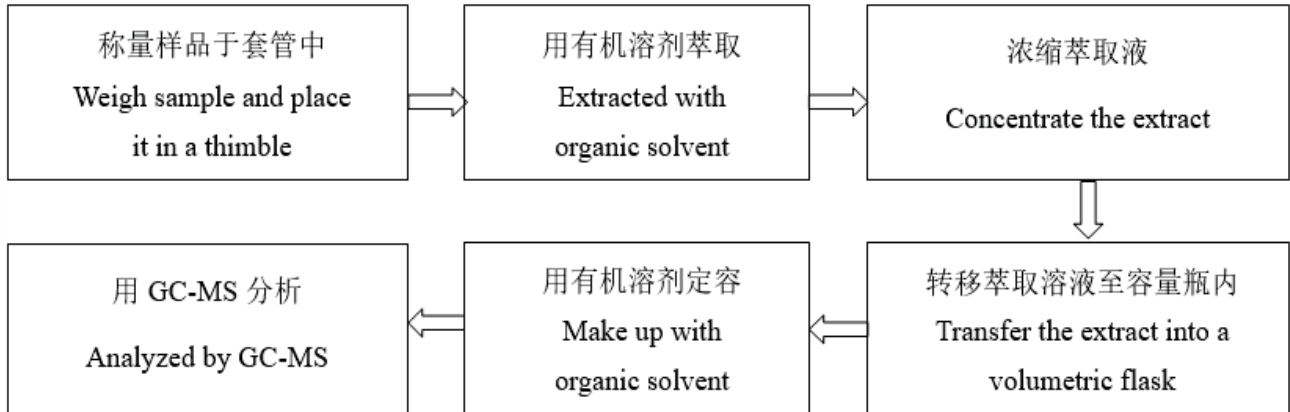 称量样品于套管中
Weigh sample and place
it in a thimble
用有机溶剂萃取
Extracted with
organic solvent
浓缩萃取液
Concentrate the extract
转移萃取溶液至容量瓶内
Transfer the extract into a
volumetric flask
用有机溶剂定容
Make up with
organic solvent
用 GC-MS 分析
Analyzed by GC-MS